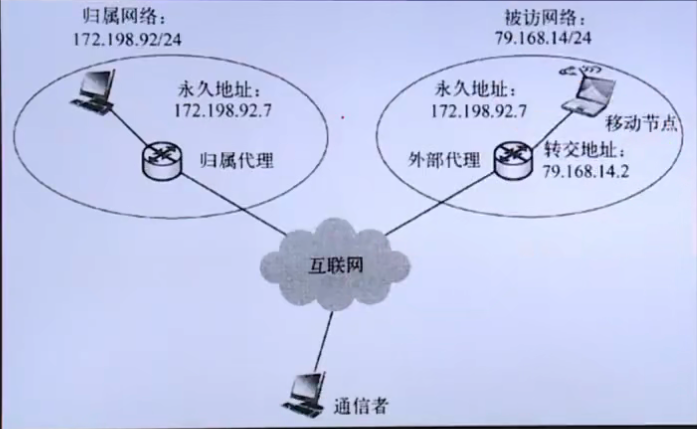 归属网络：
172.198.92/24
被访网络：
79.168.14/24
永久地址：
172.198.92.7
归属代理
永久地址：
172.198.92.7
移动节点
外部代理
转交地址：
79.168.14.2
互联网
通信者